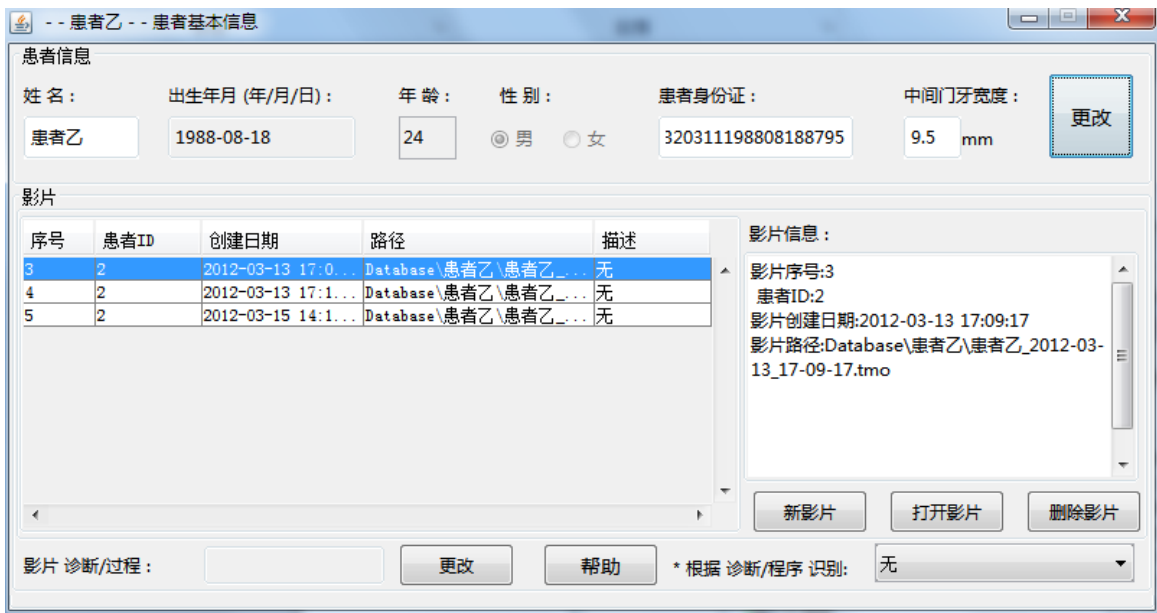 - - 患者乙 - - 患者基本信息
患者信息
姓 名： 出生年月 (年/月/日)： 年 龄： 性 别： 患者身份证： 中间门牙宽度：
患者乙 1988-08-18 24 男 女 320311198808188795 9.5 mm 更改
影片
序号 患者ID 创建日期 路径 描述
3 2 2012-03-13 17:0... Database\患者乙\患者乙_... 无
4 2 2012-03-13 17:1... Database\患者乙\患者乙_... 无
5 2 2012-03-15 14:1... Database\患者乙\患者乙_... 无
影片信息：
影片序号:3
患者ID:2
影片创建日期:2012-03-13 17:09:17
影片路径:Database\患者乙\患者乙_2012-03-
13_17-09-17.tmo
新影片 打开影片 删除影片
影片 诊断/过程： 更改 帮助 * 根据 诊断/程序 识别: 无